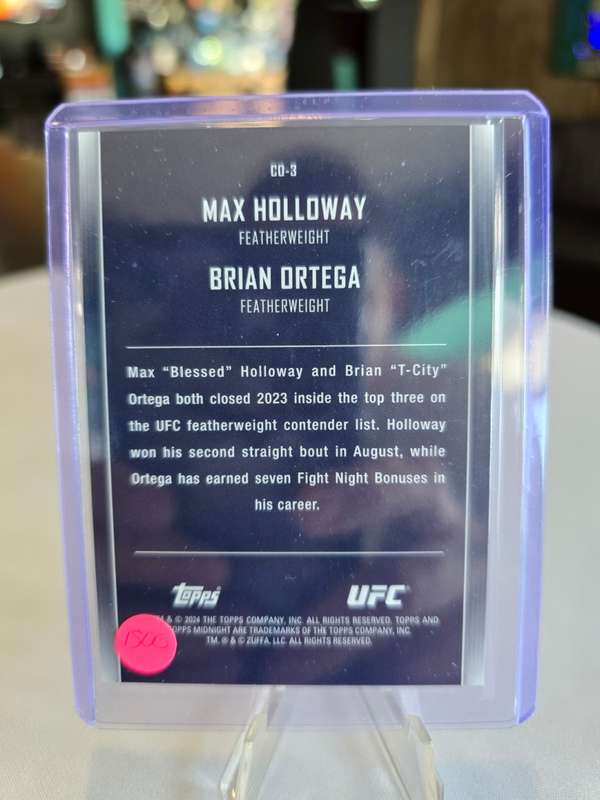 CD-3
MAX HOLLOWAY
FEATHERWEIGHT
BRIAN ORTEGA
FEATHERWEIGHT
Max “Blessed” Holloway and Brian “T-City”
Ortega both closed 2023 inside the top three on
the UFC featherweight contender list. Holloway
won his second straight bout in August, while
Ortega has earned seven Fight Night Bonuses in
his career.
topps
UFC
& © 2024 THE TOPPS COMPANY, INC. ALL RIGHTS RESERVED. TOPPS AND
TOPPS MIDNIGHT ARE TRADEMARKS OF THE TOPPS COMPANY, INC.
TM, ® & © ZUFFA, LLC. ALL RIGHTS RESERVED.